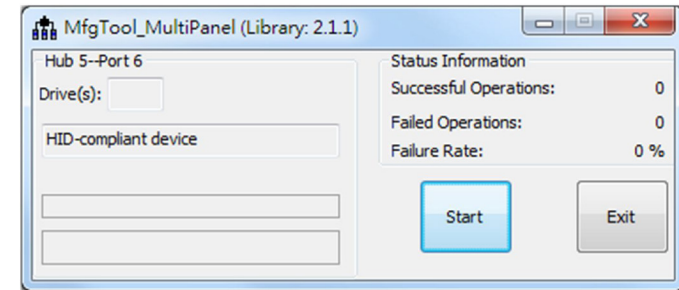 MfgTool_MultiPanel (Library: 2.1.1)
Hub 5--Port 6
Drive(s):
HID-compliant device
Status Information
Successful Operations: 0
Failed Operations: 0
Failure Rate: 0 %
Start
Exit